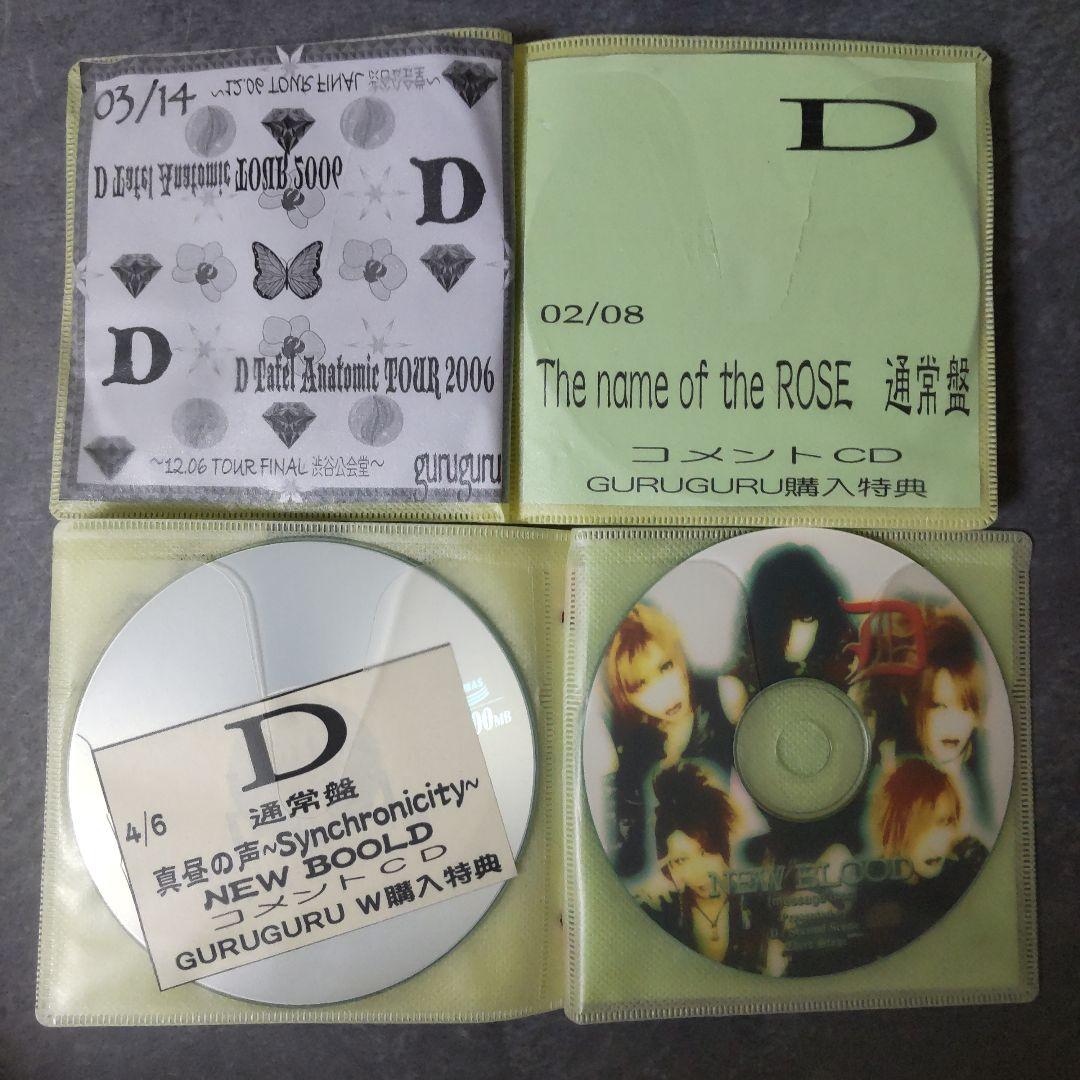 03/14
~12.06 TOUR FINAL 渋谷公会堂~
D Tafel Anatomic TOUR 2006
D
D
D Tafel Anatomic TOUR 2006
~12.06 TOUR FINAL 渋谷公会堂~
guruguru
D
02/08
The name of the ROSE 通常盤
コメントCD
GURUGURU購入特典
00MB
D
通常盤
4/6
真昼の声~Synchronicity~
NEW BOOLD
コメントCD
GURUGURU W購入特典
D
NEW BLOOD